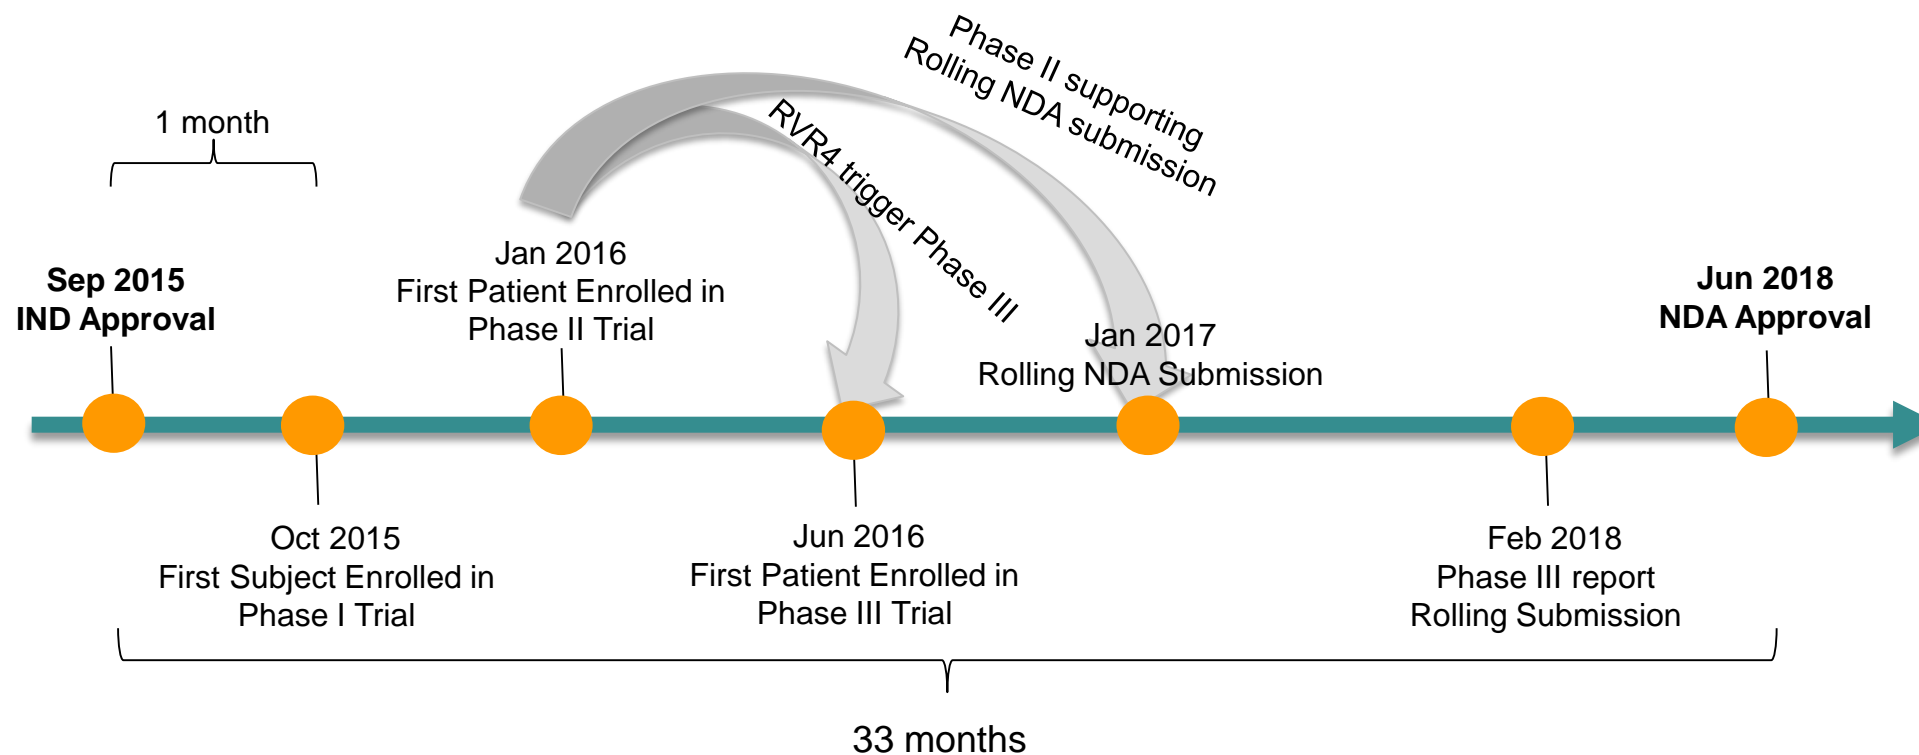 Phase II supporting
Rolling NDA submission
RVR4 trigger Phase III
1 month
Sep 2015
IND Approval
Jan 2016
First Patient Enrolled in
Phase II Trial
Jan 2017
Rolling NDA Submission
Jun 2018
NDA Approval
Oct 2015
First Subject Enrolled in
Phase I Trial
Jun 2016
First Patient Enrolled in
Phase III Trial
Feb 2018
Phase III report
Rolling Submission
33 months